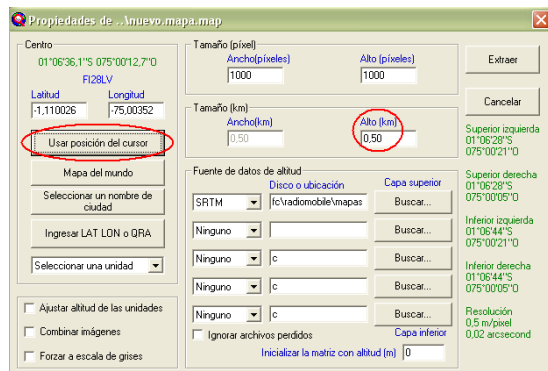 Propiedades de ..\nuevo.mapa.map
Centro
01°06'36,1''S 075°00'12,7''O
FI28LV
Latitud Longitud
-1,110026 -75,00352
Usar posición del cursor
Mapa del mundo
Seleccionar un nombre de ciudad
Ingresar LAT LON o QRA
Seleccionar una unidad
Ajustar altitud de las unidades
Combinar imágenes
Forzar a escala de grises
Tamaño (píxel)
Ancho(píxeles) Alto (píxeles)
1000 1000
Tamaño (km)
Ancho(km) Alto (km)
0,50 0,50
Fuente de datos de altitud
Disco o ubicación Capa superior
SRTM fc\radiomobile\mapas Buscar...
Ninguno Buscar...
Ninguno c Buscar...
Ninguno c Buscar...
Ninguno c Buscar...
Ignorar archivos perdidos Capa inferior
Inicializar la matriz con altitud (m) 0
Extraer
Cancelar
Superior izquierda
01°06'28''S
075°00'21''O
Superior derecha
01°06'28''S
075°00'05''O
Inferior izquierda
01°06'44''S
075°00'21''O
Inferior derecha
01°06'44''S
075°00'05''O
Resolución
0,5 m/pixel
0,02 arcsecond